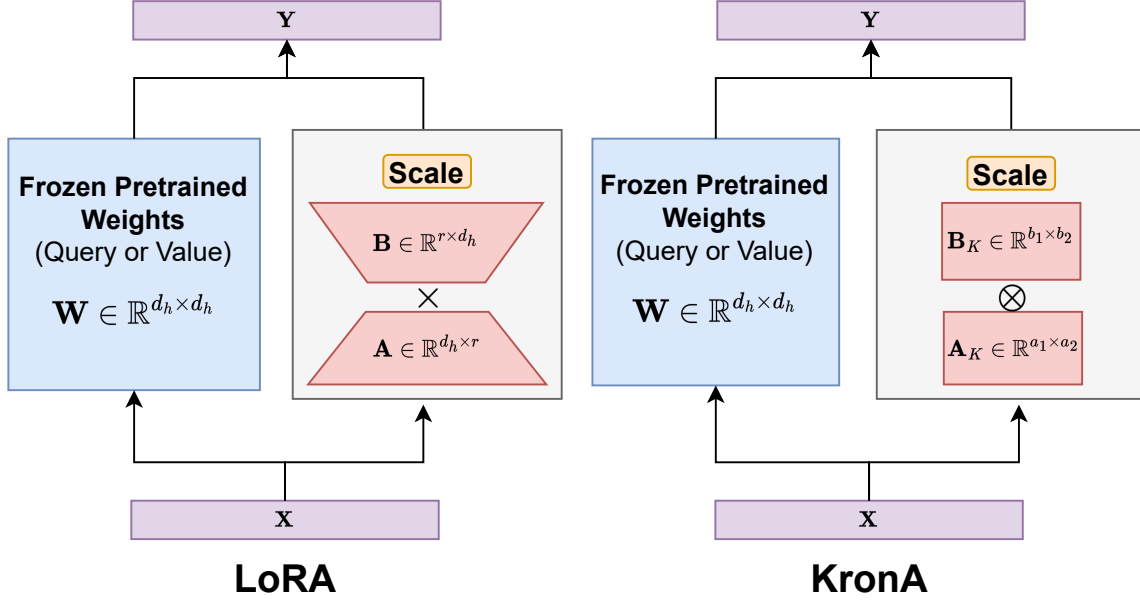 Y
Frozen Pretrained
Weights
(Query or Value)
W ∈ ℝ^{d_h×d_h}
Scale
B ∈ ℝ^{r×d_h}
×
A ∈ ℝ^{d_h×r}
X
LoRA
Y
Frozen Pretrained
Weights
(Query or Value)
W ∈ ℝ^{d_h×d_h}
Scale
B_K ∈ ℝ^{b_1×b_2}
⊗
A_K ∈ ℝ^{a_1×a_2}
X
KronA